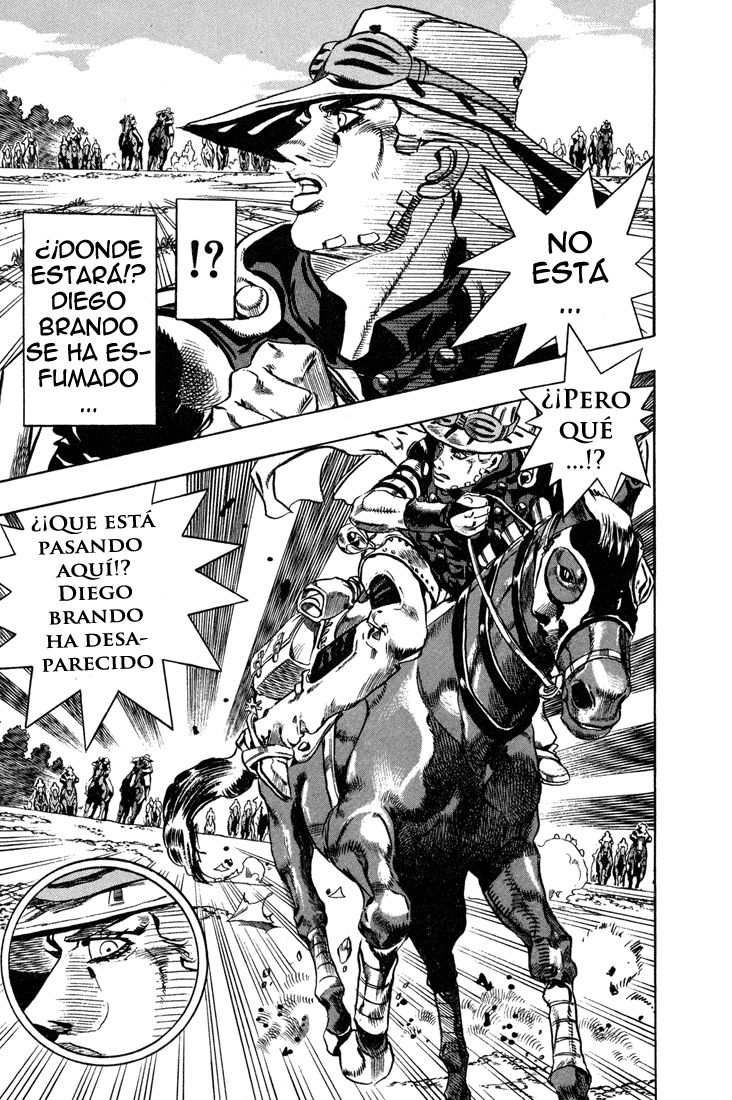 NO
ESTÁ
...
!?
¿¡DONDE
ESTARÁ!?
DIEGO
BRANDO
SE HA ES-
FUMADO
...
¿¡PERO
QUÉ
...!?
¿¡QUE ESTÁ
PASANDO
AQUÍ!?
DIEGO
BRANDO
HA DESA-
PARECIDO